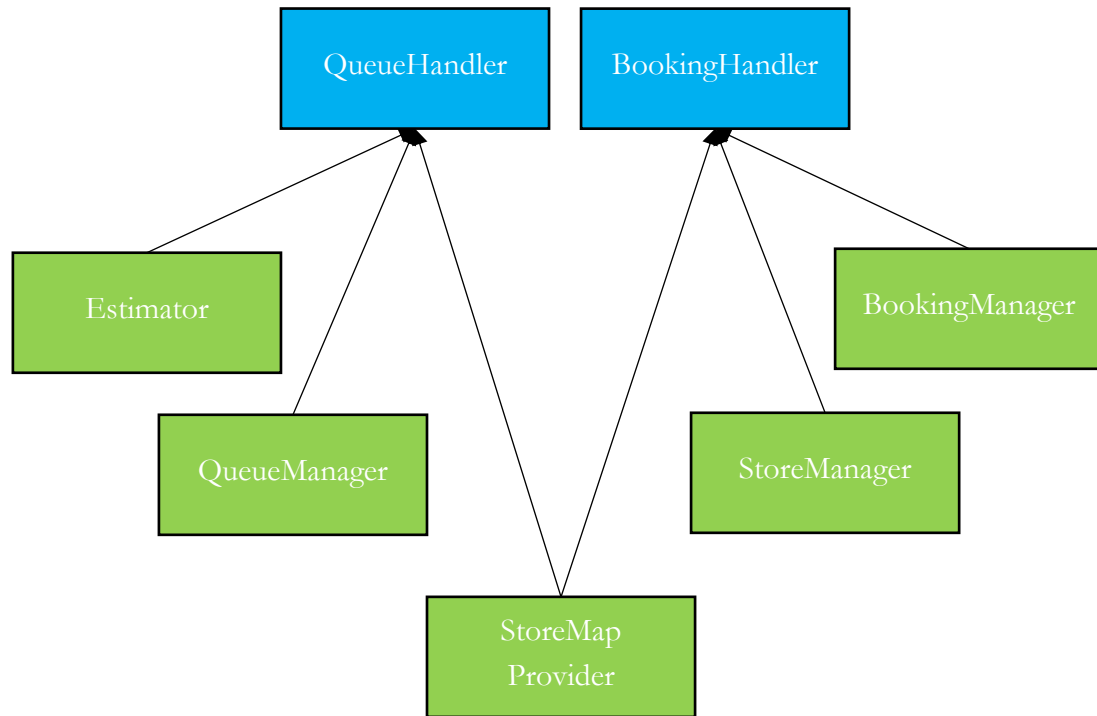 QueueHandler
BookingHandler
Estimator
BookingManager
QueueManager
StoreManager
StoreMap
Provider